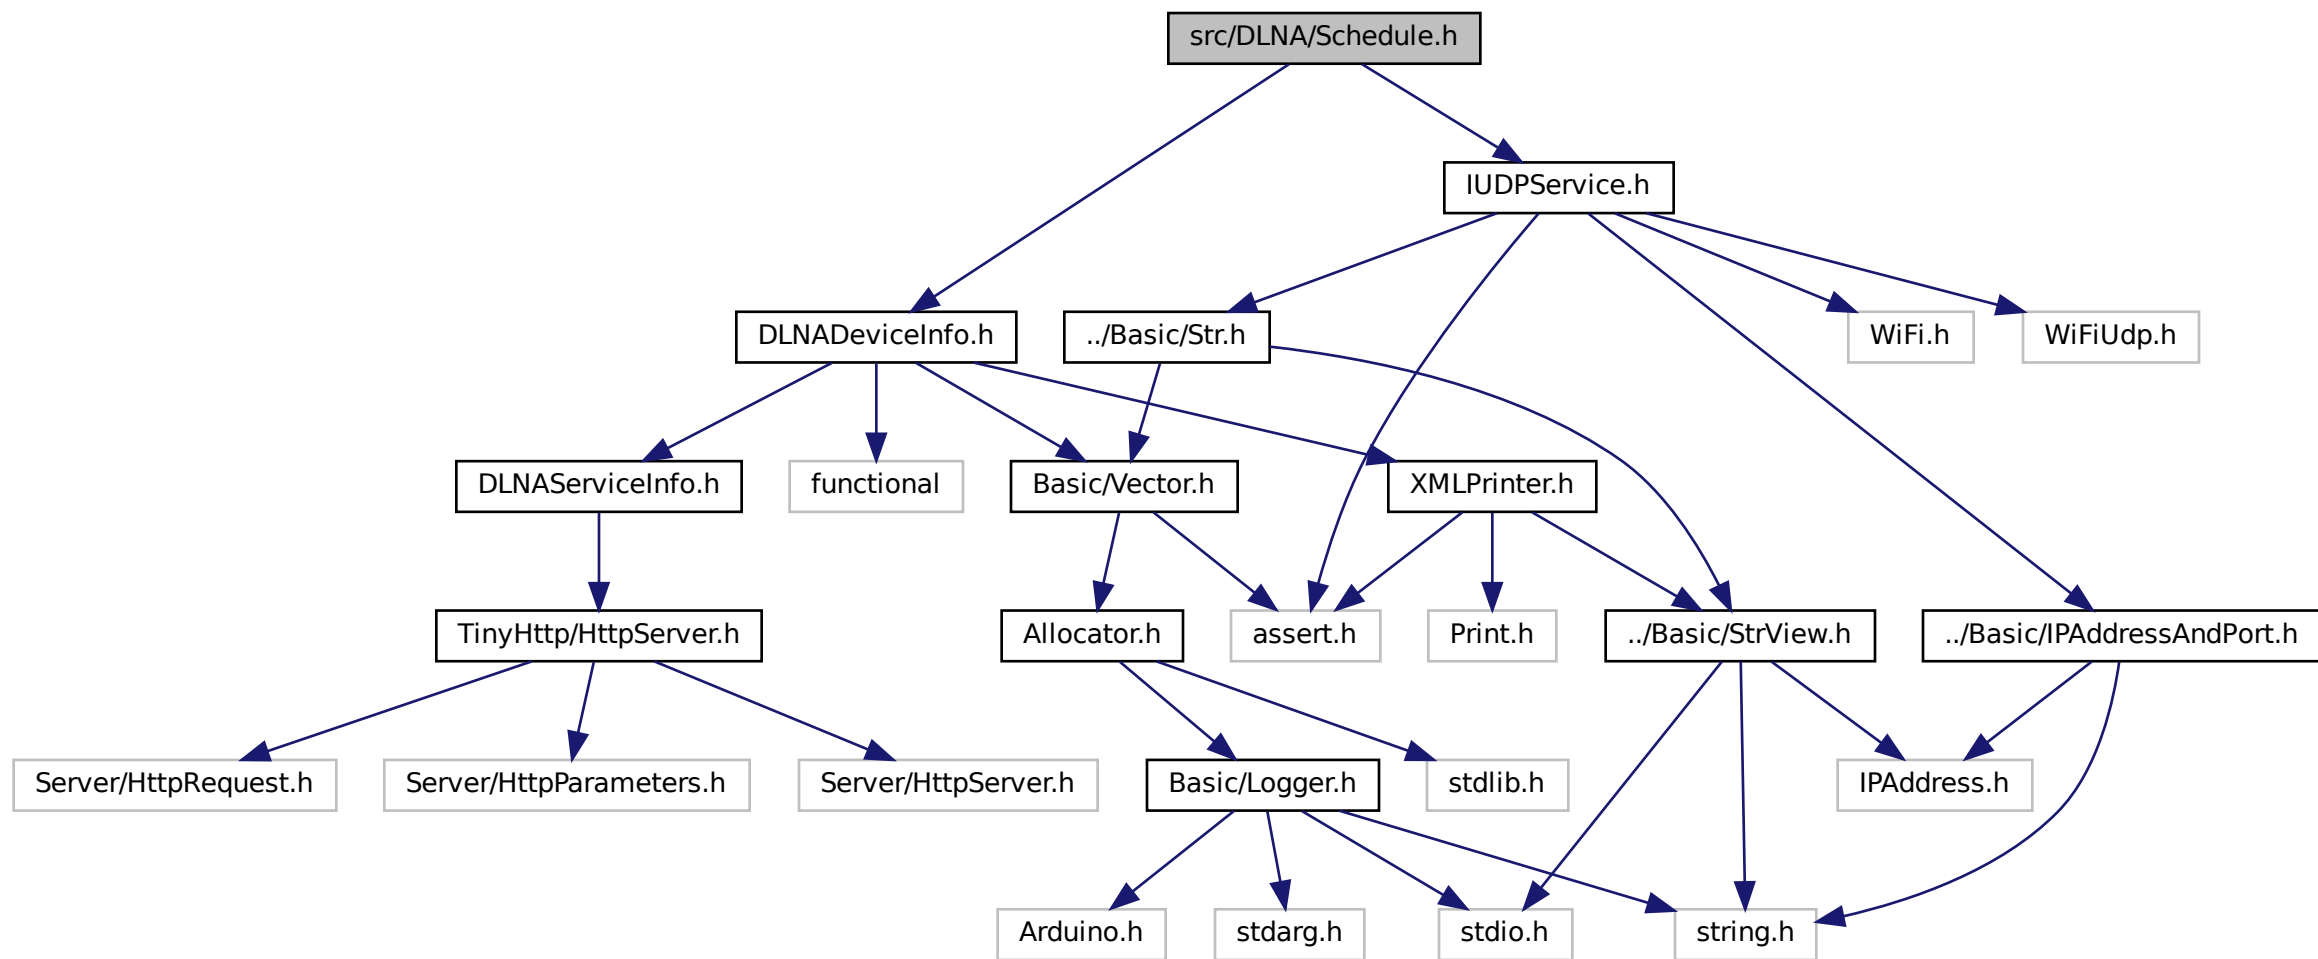 src/DLNA/Schedule.h
IUDPService.h
DLNADeviceInfo.h
../Basic/Str.h
WiFi.h
WiFiUdp.h
DLNAServiceInfo.h
functional
Basic/Vector.h
XMLPrinter.h
TinyHttp/HttpServer.h
Allocator.h
assert.h
Print.h
../Basic/StrView.h
../Basic/IPAddressAndPort.h
Server/HttpRequest.h
Server/HttpParameters.h
Server/HttpServer.h
Basic/Logger.h
stdlib.h
IPAddress.h
Arduino.h
stdarg.h
stdio.h
string.h